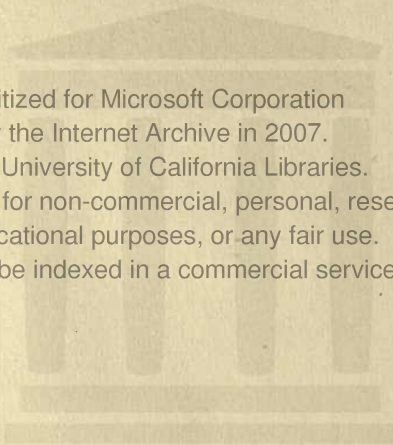 itized for Microsoft Corporation
the Internet Archive in 2007.
University of California Libraries.
for non-commercial, personal, rese
cational purposes, or any fair use.
be indexed in a commercial service